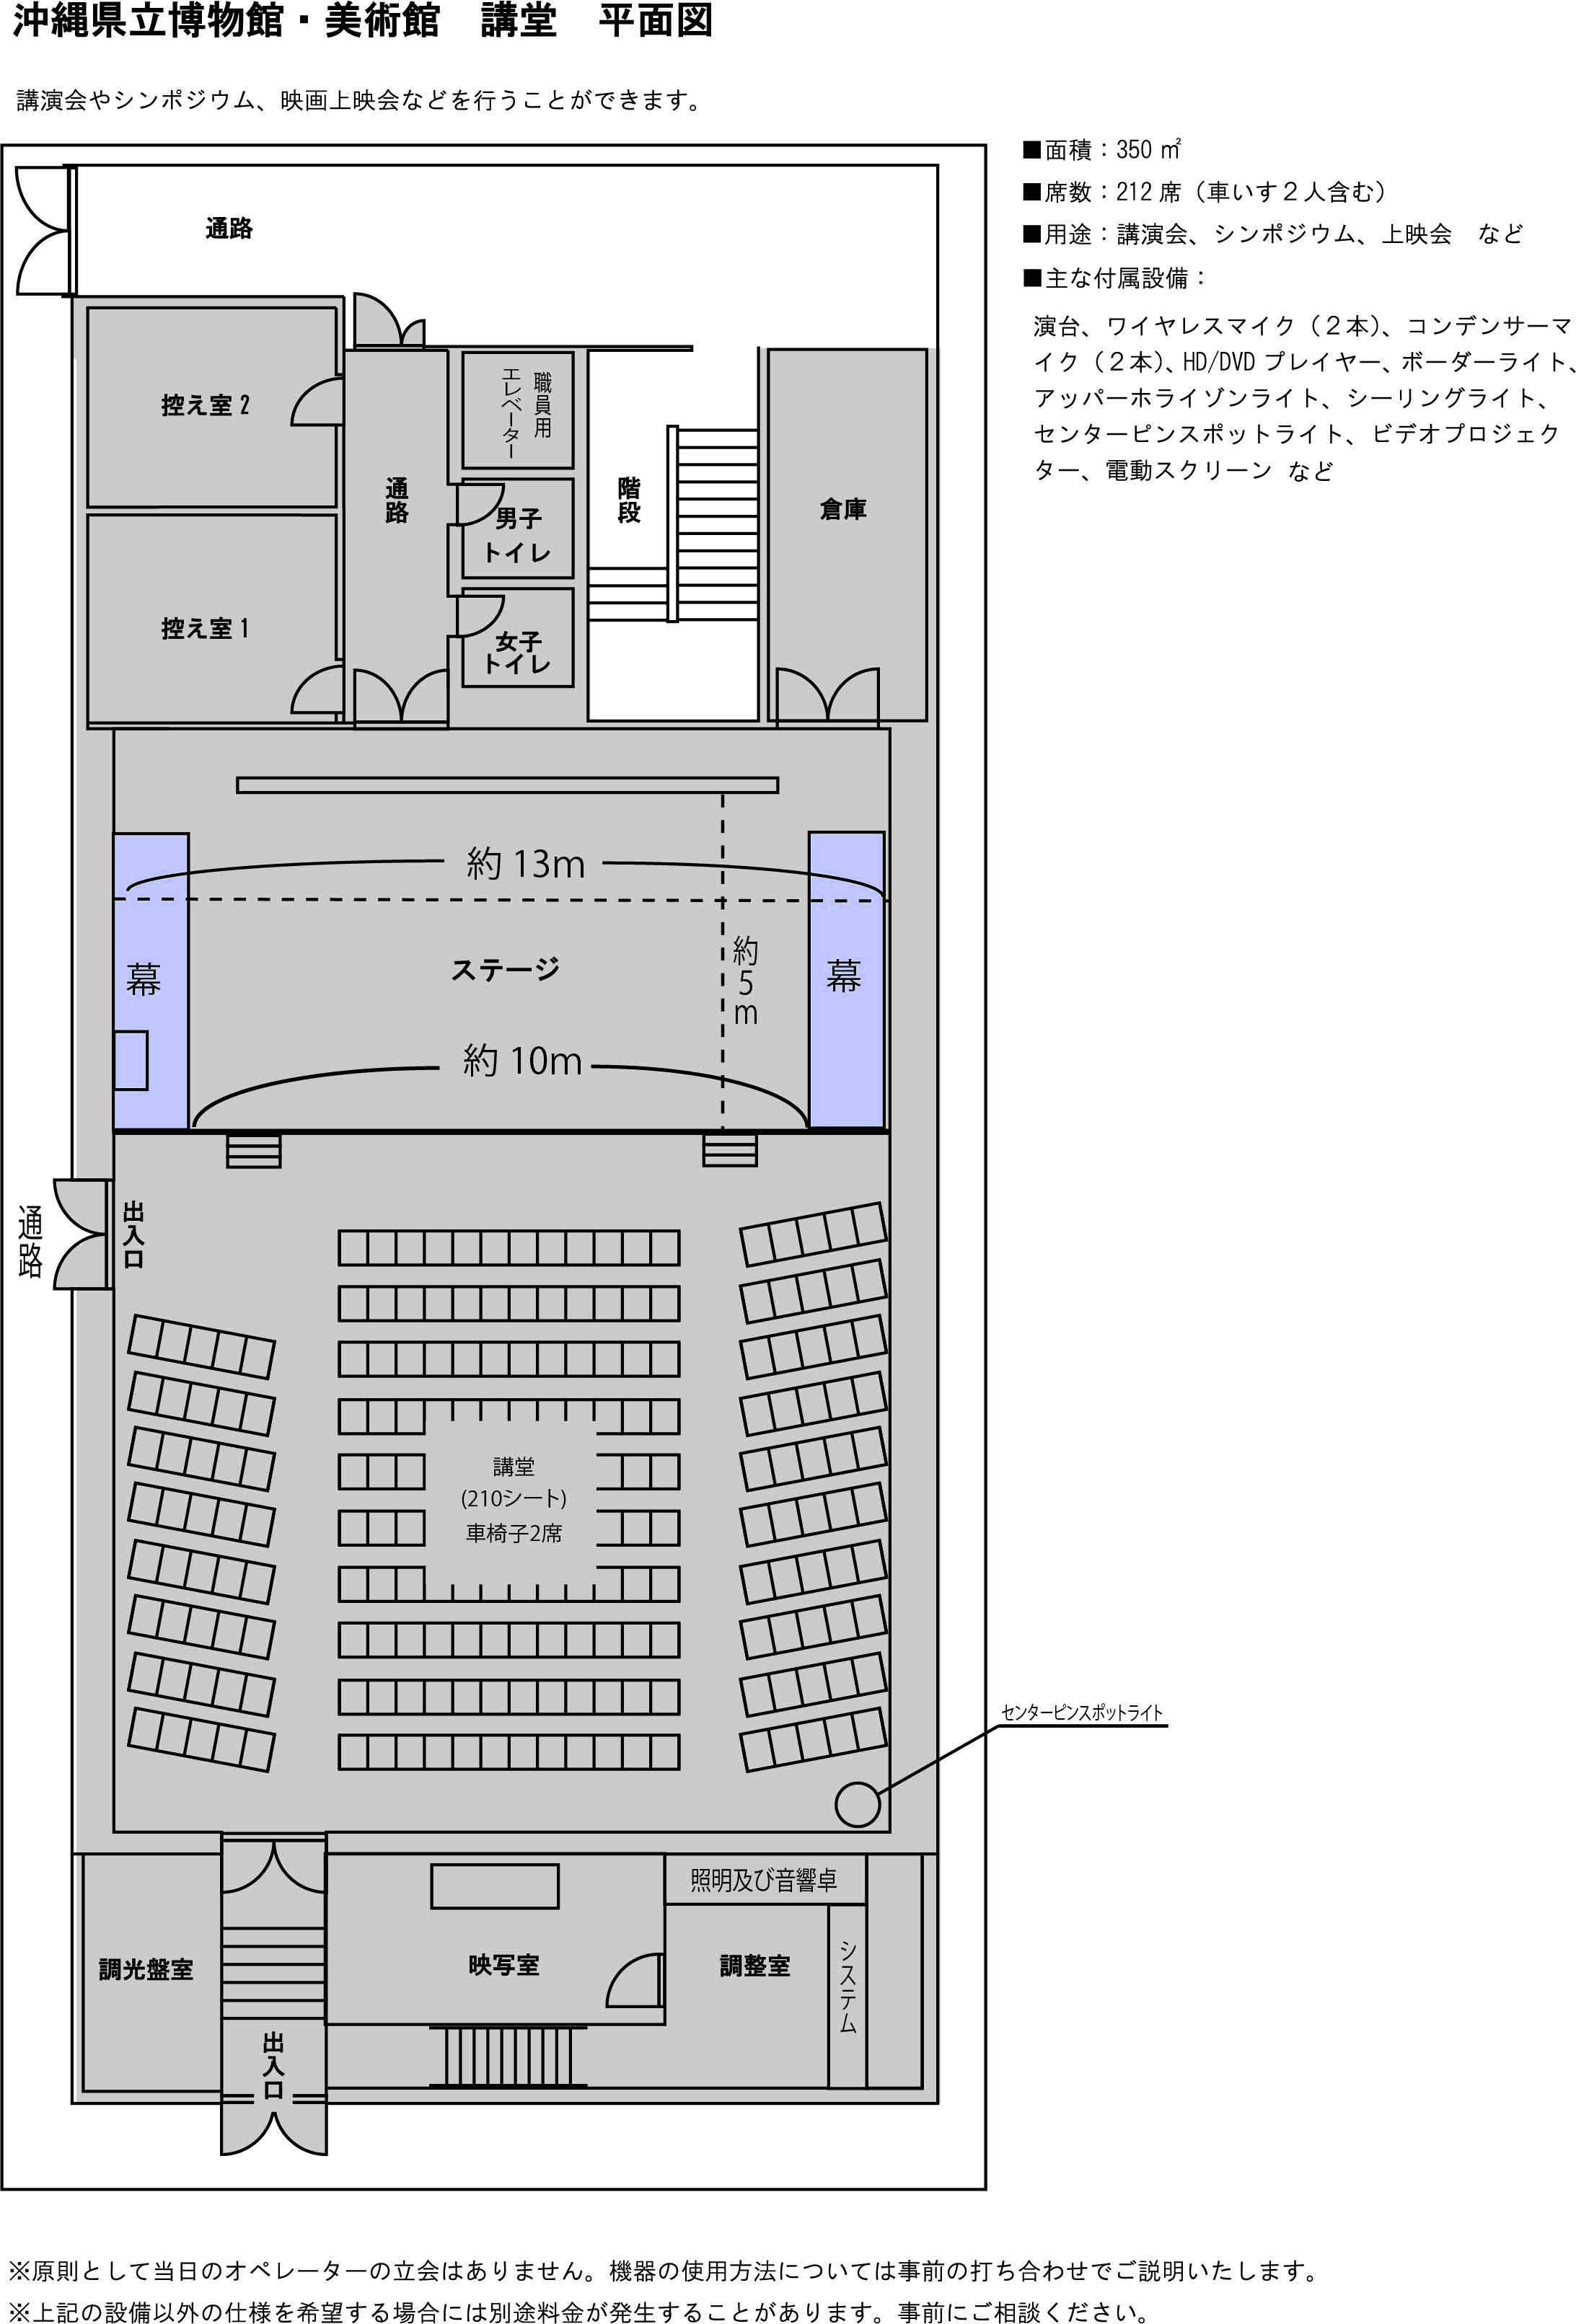 沖縄県立博物館・美術館　講堂　平面図
講演会やシンポジウム、映画上映会などを行うことができます。
■面積：350 ㎡
■席数：212 席（車いす２人含む）
■用途：講演会、シンポジウム、上映会　など
■主な付属設備：
演台、ワイヤレスマイク（２本）、コンデンサーマ
イク（２本）、HD/DVD プレイヤー、ボーダーライト、
アッパーホライゾンライト、シーリングライト、
センターピンスポットライト、ビデオプロジェク
ター、電動スクリーン など
通路
控え室 2
職員用
エレベーター
通路
男子
トイレ
階段
倉庫
控え室 1
女子
トイレ
約 13m
幕
ステージ
約5m
幕
約 10m
通路
出入口
講堂
(210シート)
車椅子2席
センターピンスポットライト
照明及び音響卓
調光盤室
映写室
調整室
システム
出入口
※原則として当日のオペレーターの立会はありません。機器の使用方法については事前の打ち合わせでご説明いたします。
※上記の設備以外の仕様を希望する場合には別途料金が発生することがあります。事前にご相談ください。